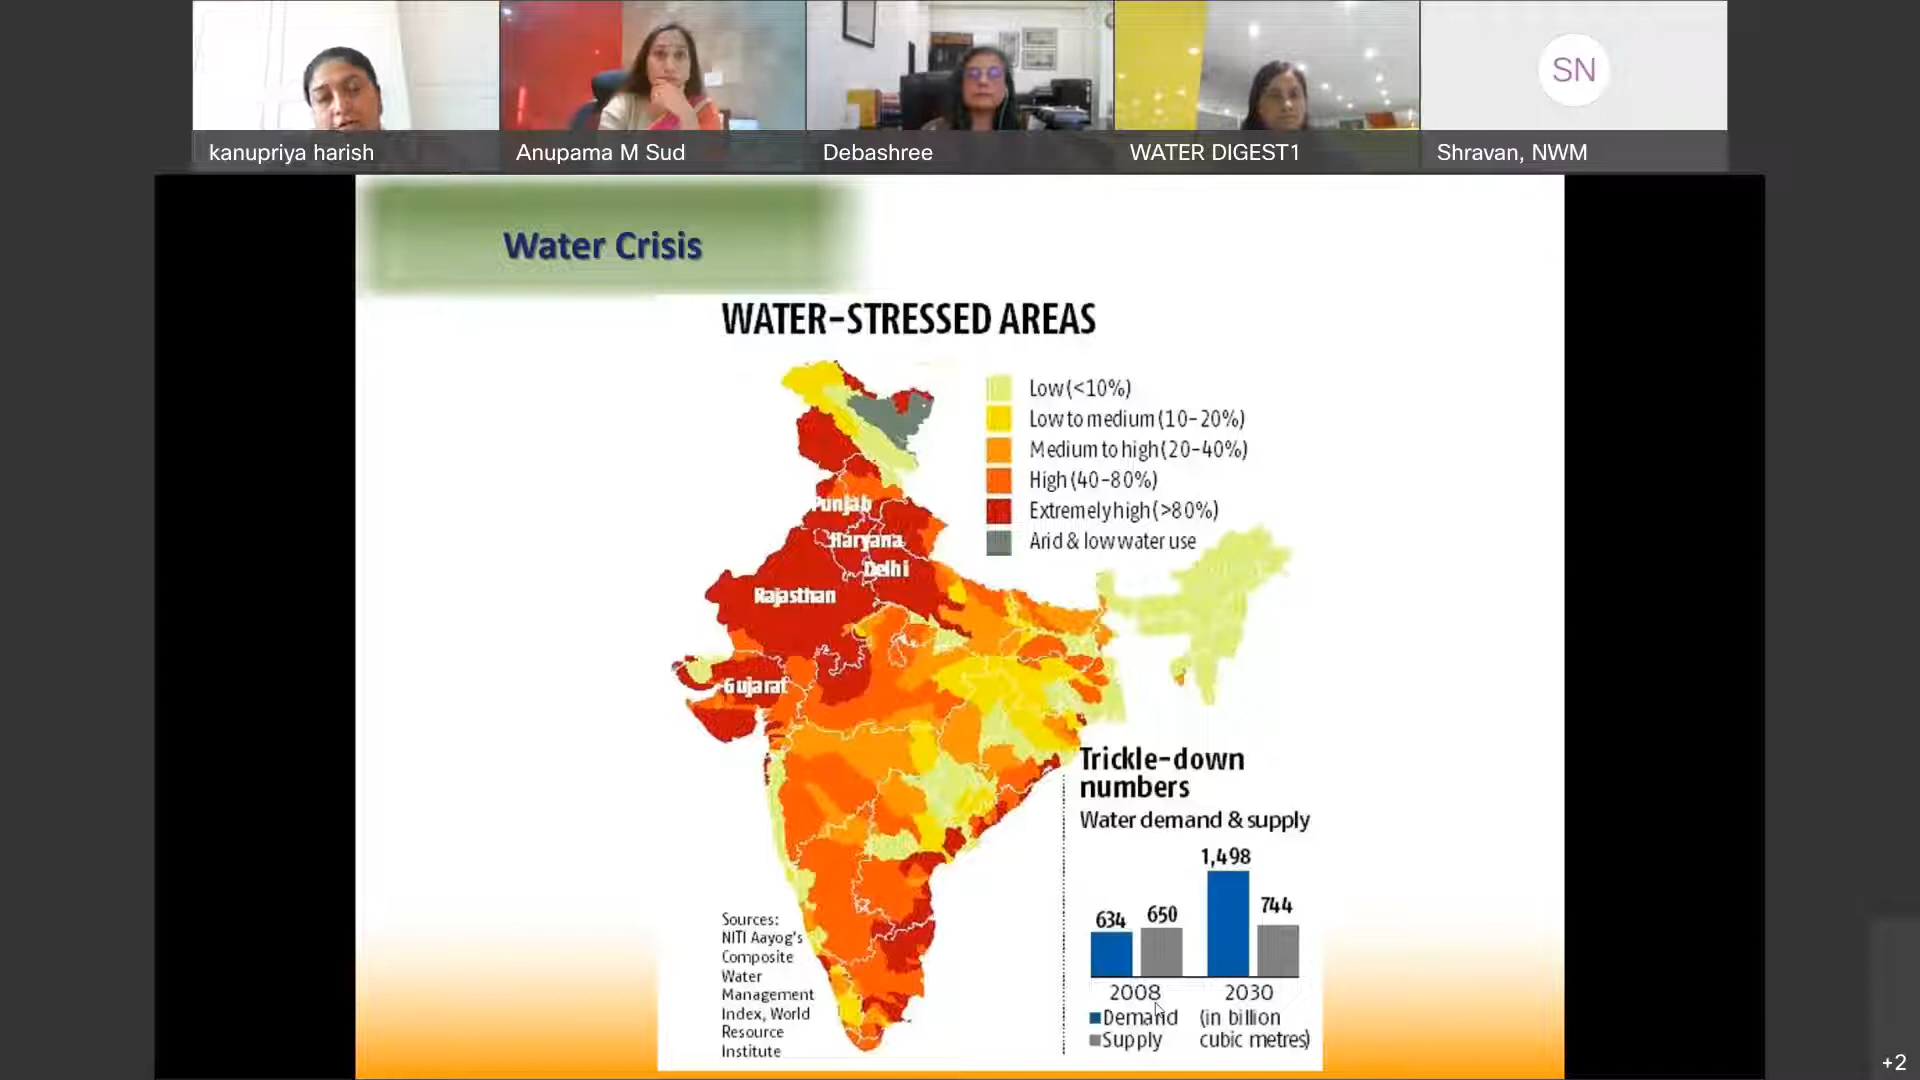 SN
kanupriya harish
Anupama M Sud
Debashree
WATER DIGEST1
Shravan, NWM
Water Crisis
WATER-STRESSED AREAS
Low (<10%)
Low to medium (10-20%)
Medium to high (20-40%)
High (40-80%)
Extremely high (>80%)
Arid & low water use
Punjab
Haryana
Delhi
Rajasthan
Gujarat
Trickle-down
numbers
Water demand & supply
1,498
634
650
744
2008
2030
Demand
Supply
(in billion
cubic metres)
Sources:
NITI Aayog's
Composite
Water
Management
Index, World
Resource
Institute
+2